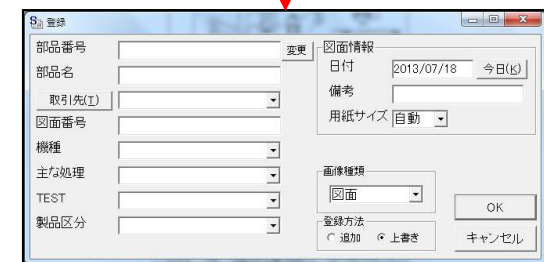 登録
部品番号
変更
部品名
取引先(T)
図面番号
機種
主な処理
TEST
製品区分
図面情報
日付 2013/07/18 今日(K)
備考
用紙サイズ 自動
画像種類
図面
登録方法
追加 上書き
OK
キャンセル